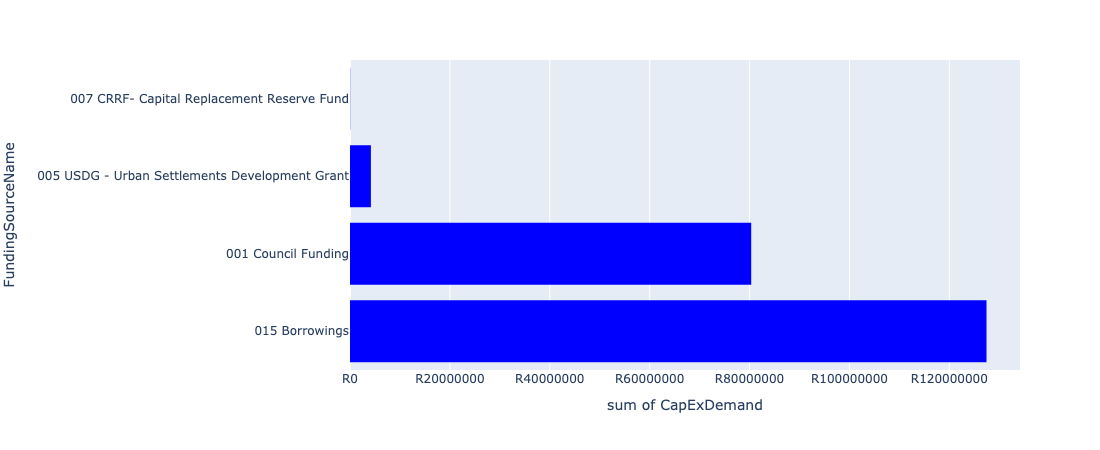 007 CRRF- Capital Replacement Reserve Fund
005 USDG - Urban Settlements Development Grant
001 Council Funding
015 Borrowings
FundingSourceName
R0 R20000000 R40000000 R60000000 R80000000 R100000000 R120000000
sum of CapExDemand